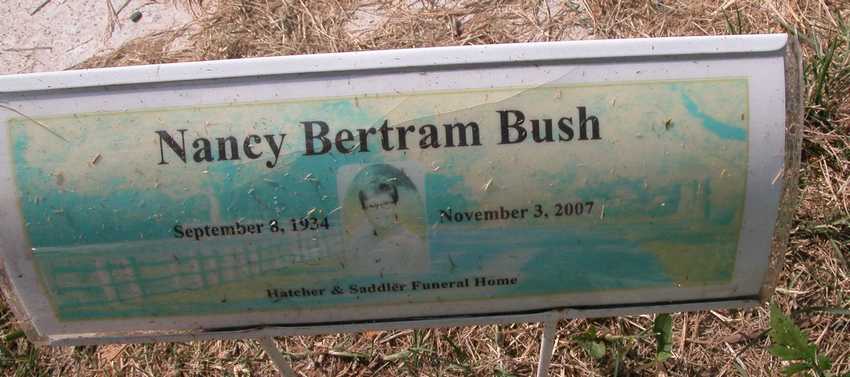 Nancy Bertram Bush
September 8, 1934
November 3, 2007
Hatcher & Saddler Funeral Home